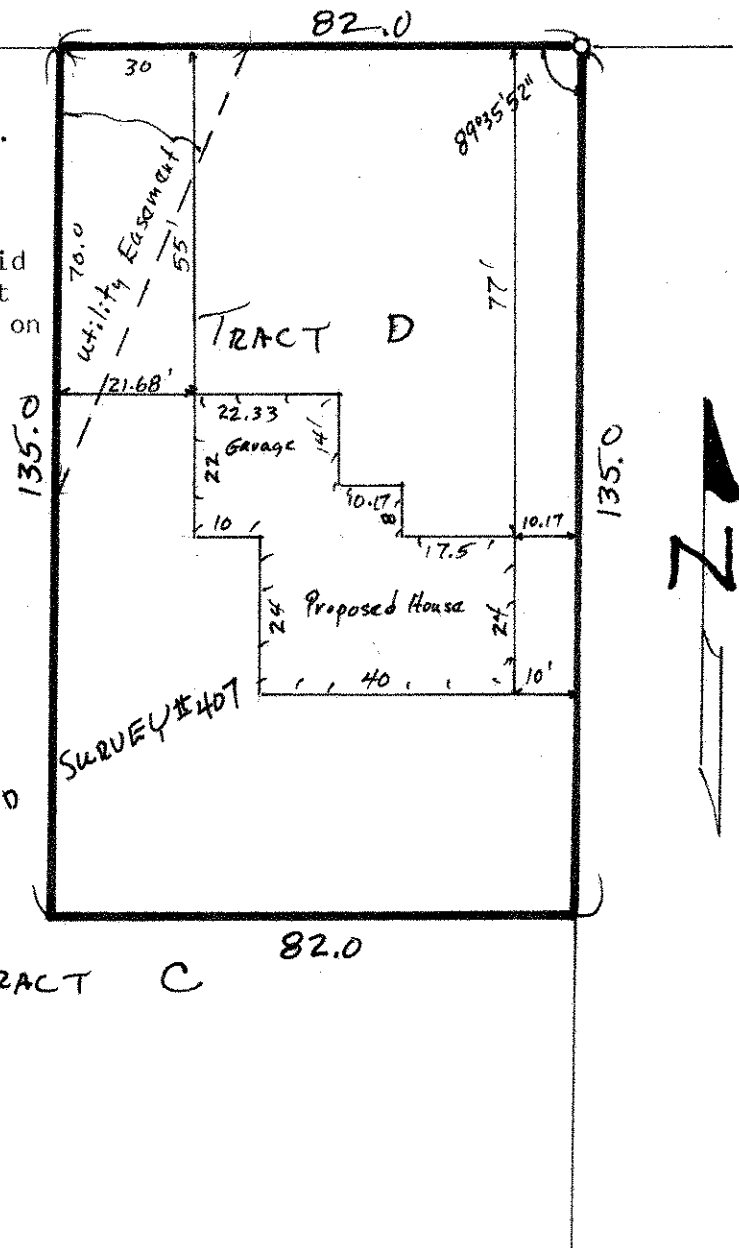 82.0
30
89°35'52"
.
70.0
Utility Easement
55'
77'
id
t
on
TRACT D
21.68'
22.33
14'
Garage
22
135.0
135.0
10.17
8
10
17.5
10.17
N
24
Proposed House
24
40
10'
SURVEY #407
D
82.0
RACT C